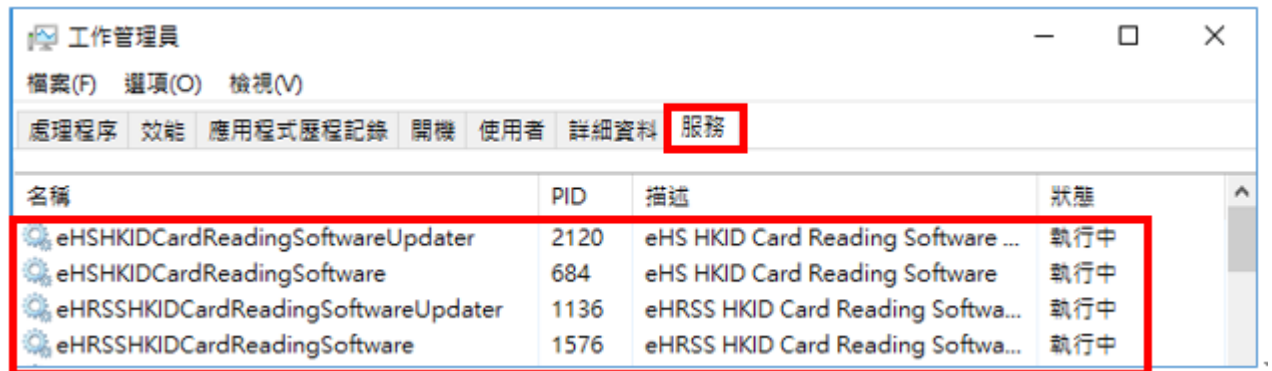 工作管理員
檔案(F) 選項(O) 檢視(V)
處理程序 效能 應用程式歷程記錄 開機 使用者 詳細資料 服務
名稱 PID 描述 狀態
eHSHKIDCardReadingSoftwareUpdater 2120 eHS HKID Card Reading Software ... 執行中
eHSHKIDCardReadingSoftware 684 eHS HKID Card Reading Software 執行中
eHRSSHKIDCardReadingSoftwareUpdater 1136 eHRSS HKID Card Reading Softwa... 執行中
eHRSSHKIDCardReadingSoftware 1576 eHRSS HKID Card Reading Softwa... 執行中